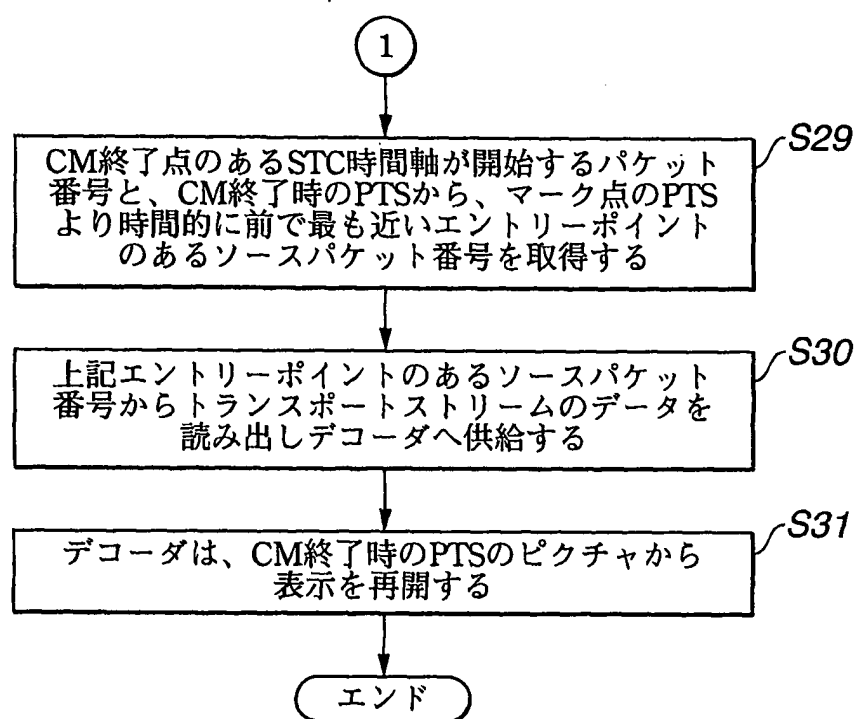 1
S29
CM終了点のあるSTC時間軸が開始するパケット
番号と、CM終了時のPTSから、マーク点のPTS
より時間的に前で最も近いエントリーポイント
のあるソースパケット番号を取得する
S30
上記エントリーポイントのあるソースパケット
番号からトランスポートストリームのデータを
読み出しデコーダへ供給する
S31
デコーダは、CM終了時のPTSのピクチャから
表示を再開する
エンド